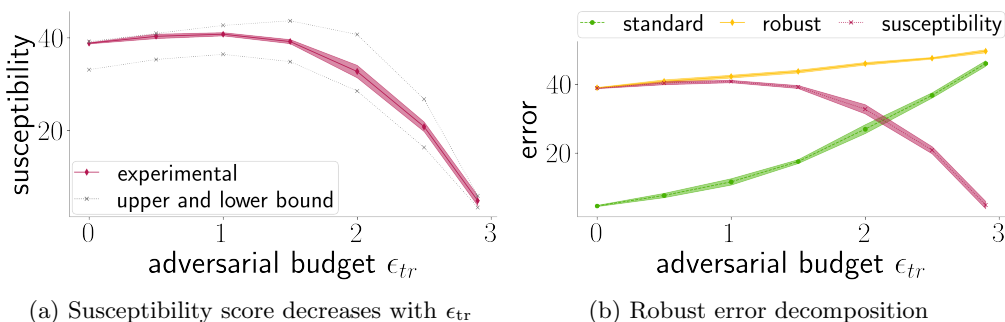 standard robust susceptibility
susceptibility
40
20
experimental
upper and lower bound
0 1 2 3
adversarial budget ϵtr
error
40
20
0 1 2 3
adversarial budget ϵtr
(a) Susceptibility score decreases with ϵtr
(b) Robust error decomposition